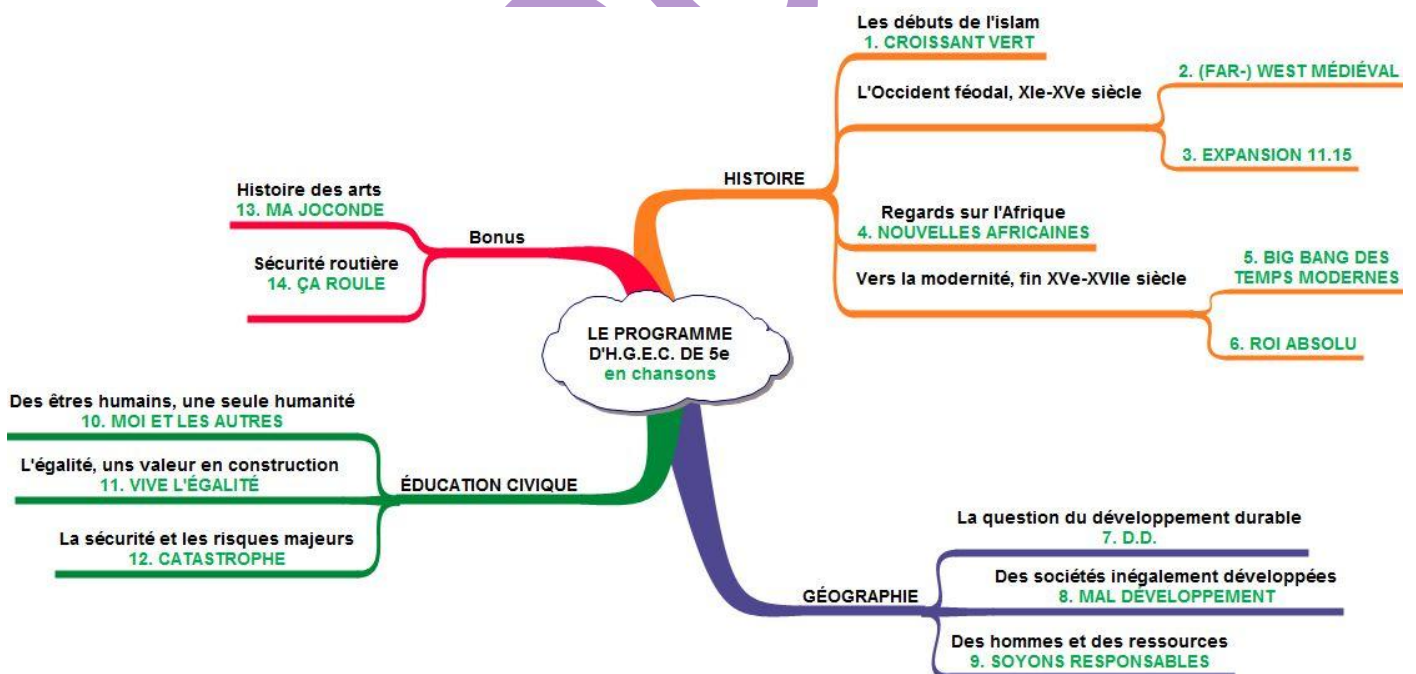 LE PROGRAMME
D'H.G.E.C. DE 5e
en chansons
HISTOIRE
Les débuts de l'islam
1. CROISSANT VERT
L'Occident féodal, XIe-XVe siècle
2. (FAR-) WEST MÉDIÉVAL
3. EXPANSION 11.15
Regards sur l'Afrique
4. NOUVELLES AFRICAINES
Vers la modernité, fin XVe-XVIIe siècle
5. BIG BANG DES
TEMPS MODERNES
6. ROI ABSOLU
GÉOGRAPHIE
La question du développement durable
7. D.D.
Des sociétés inégalement développées
8. MAL DÉVELOPPEMENT
Des hommes et des ressources
9. SOYONS RESPONSABLES
ÉDUCATION CIVIQUE
Des êtres humains, une seule humanité
10. MOI ET LES AUTRES
L'égalité, uns valeur en construction
11. VIVE L'ÉGALITÉ
La sécurité et les risques majeurs
12. CATASTROPHE
Bonus
Histoire des arts
13. MA JOCONDE
Sécurité routière
14. ÇA ROULE